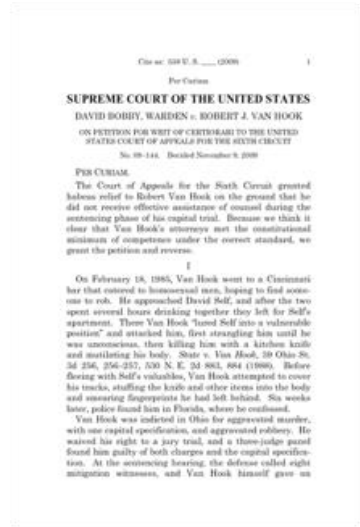 Cite as: 558 U. S. ____ (2009) 1
Per Curiam
SUPREME COURT OF THE UNITED STATES
DAVID BOBBY, WARDEN v. ROBERT J. VAN HOOK
ON PETITION FOR WRIT OF CERTIORARI TO THE UNITED
STATES COURT OF APPEALS FOR THE SIXTH CIRCUIT
No. 09–144. Decided November 9, 2009
PER CURIAM.
The Court of Appeals for the Sixth Circuit granted
habeas relief to Robert Van Hook on the ground that he
did not receive effective assistance of counsel during the
sentencing phase of his capital trial. Because we think it
clear that Van Hook's attorneys met the constitutional
minimum of competence under the correct standard, we
grant the petition and reverse.
I
On February 18, 1985, Van Hook went to a Cincinnati
bar that catered to homosexual men, hoping to find some-
one to rob. He approached David Self, and after the two
spent several hours drinking together they left for Self's
apartment. There Van Hook "lured Self into a vulnerable
position" and attacked him, first strangling him until he
was unconscious, then killing him with a kitchen knife
and mutilating his body. State v. Van Hook, 39 Ohio St.
3d 256, 256–257, 530 N. E. 2d 883, 884 (1988). Before
fleeing with Self's valuables, Van Hook attempted to cover
his tracks, stuffing the knife and other items into the body
and smearing fingerprints he had left behind. Six weeks
later, police found him in Florida, where he confessed.
Van Hook was indicted in Ohio for aggravated murder,
with one capital specification, and aggravated robbery. He
waived his right to a jury trial, and a three-judge panel
found him guilty of both charges and the capital specifica-
tion. At the sentencing hearing, the defense called eight
mitigation witnesses, and Van Hook himself gave an